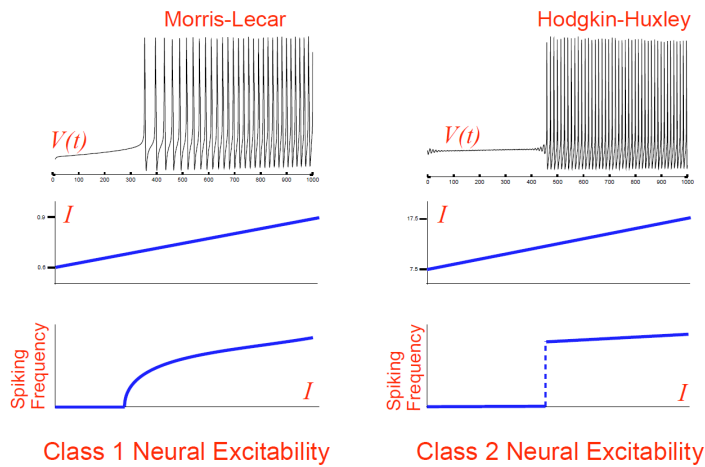 Morris-Lecar
Hodgkin-Huxley
V(t)
V(t)
0 100 200 300 400 500 600 700 800 900 1000
0 100 200 300 400 500 600 700 800 900 1000
0.9
I
17.5
I
0.8
7.5
Spiking
Frequency
I
Spiking
Frequency
I
Class 1 Neural Excitability
Class 2 Neural Excitability